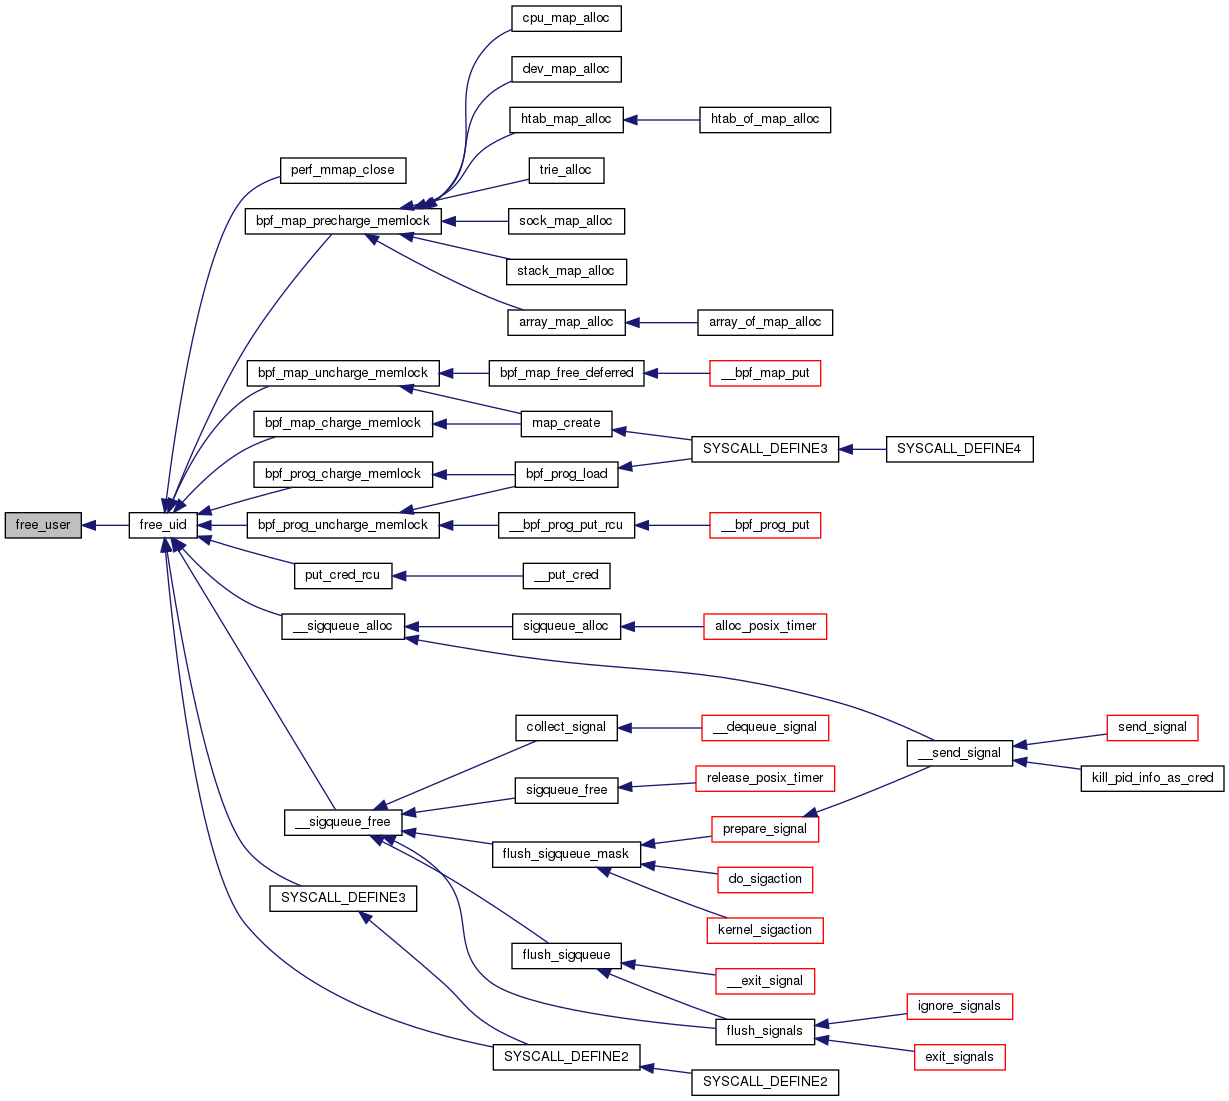 cpu_map_alloc
dev_map_alloc
htab_map_alloc
htab_of_map_alloc
perf_mmap_close
trie_alloc
bpf_map_precharge_memlock
sock_map_alloc
stack_map_alloc
array_map_alloc
array_of_map_alloc
bpf_map_uncharge_memlock
bpf_map_free_deferred
__bpf_map_put
bpf_map_charge_memlock
map_create
SYSCALL_DEFINE3
SYSCALL_DEFINE4
bpf_prog_charge_memlock
bpf_prog_load
free_user
free_uid
bpf_prog_uncharge_memlock
__bpf_prog_put_rcu
__bpf_prog_put
put_cred_rcu
__put_cred
__sigqueue_alloc
sigqueue_alloc
alloc_posix_timer
collect_signal
__dequeue_signal
send_signal
__send_signal
kill_pid_info_as_cred
sigqueue_free
release_posix_timer
__sigqueue_free
prepare_signal
flush_sigqueue_mask
do_sigaction
SYSCALL_DEFINE3
kernel_sigaction
flush_sigqueue
__exit_signal
ignore_signals
flush_signals
exit_signals
SYSCALL_DEFINE2
SYSCALL_DEFINE2